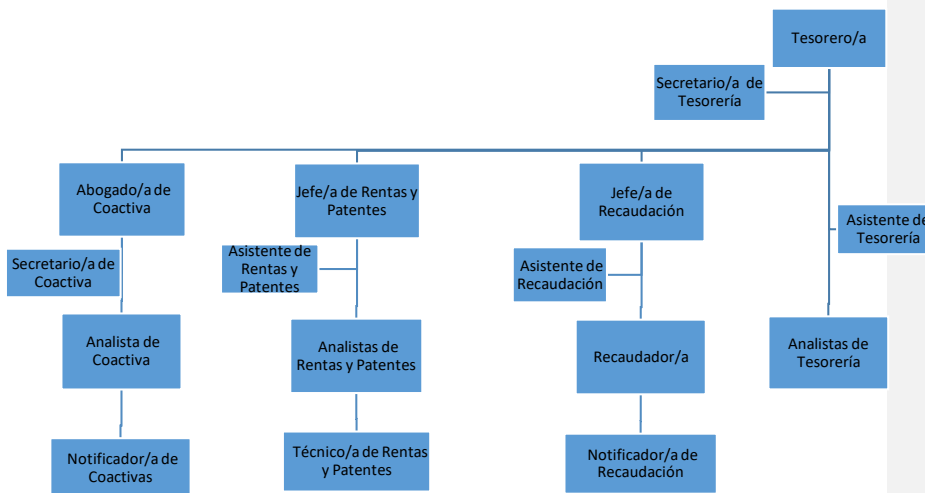 Tesorero/a
Secretario/a de
Tesorería
Abogado/a de
Coactiva
Jefe/a de Rentas y
Patentes
Jefe/a de
Recaudación
Asistente de
Tesorería
Secretario/a de
Coactiva
Asistente de
Rentas y
Patentes
Asistente de
Recaudación
Analista de
Coactiva
Analistas de
Rentas y Patentes
Recaudador/a
Analistas de
Tesorería
Notificador/a de
Coactivas
Técnico/a de Rentas
y Patentes
Notificador/a de
Recaudación